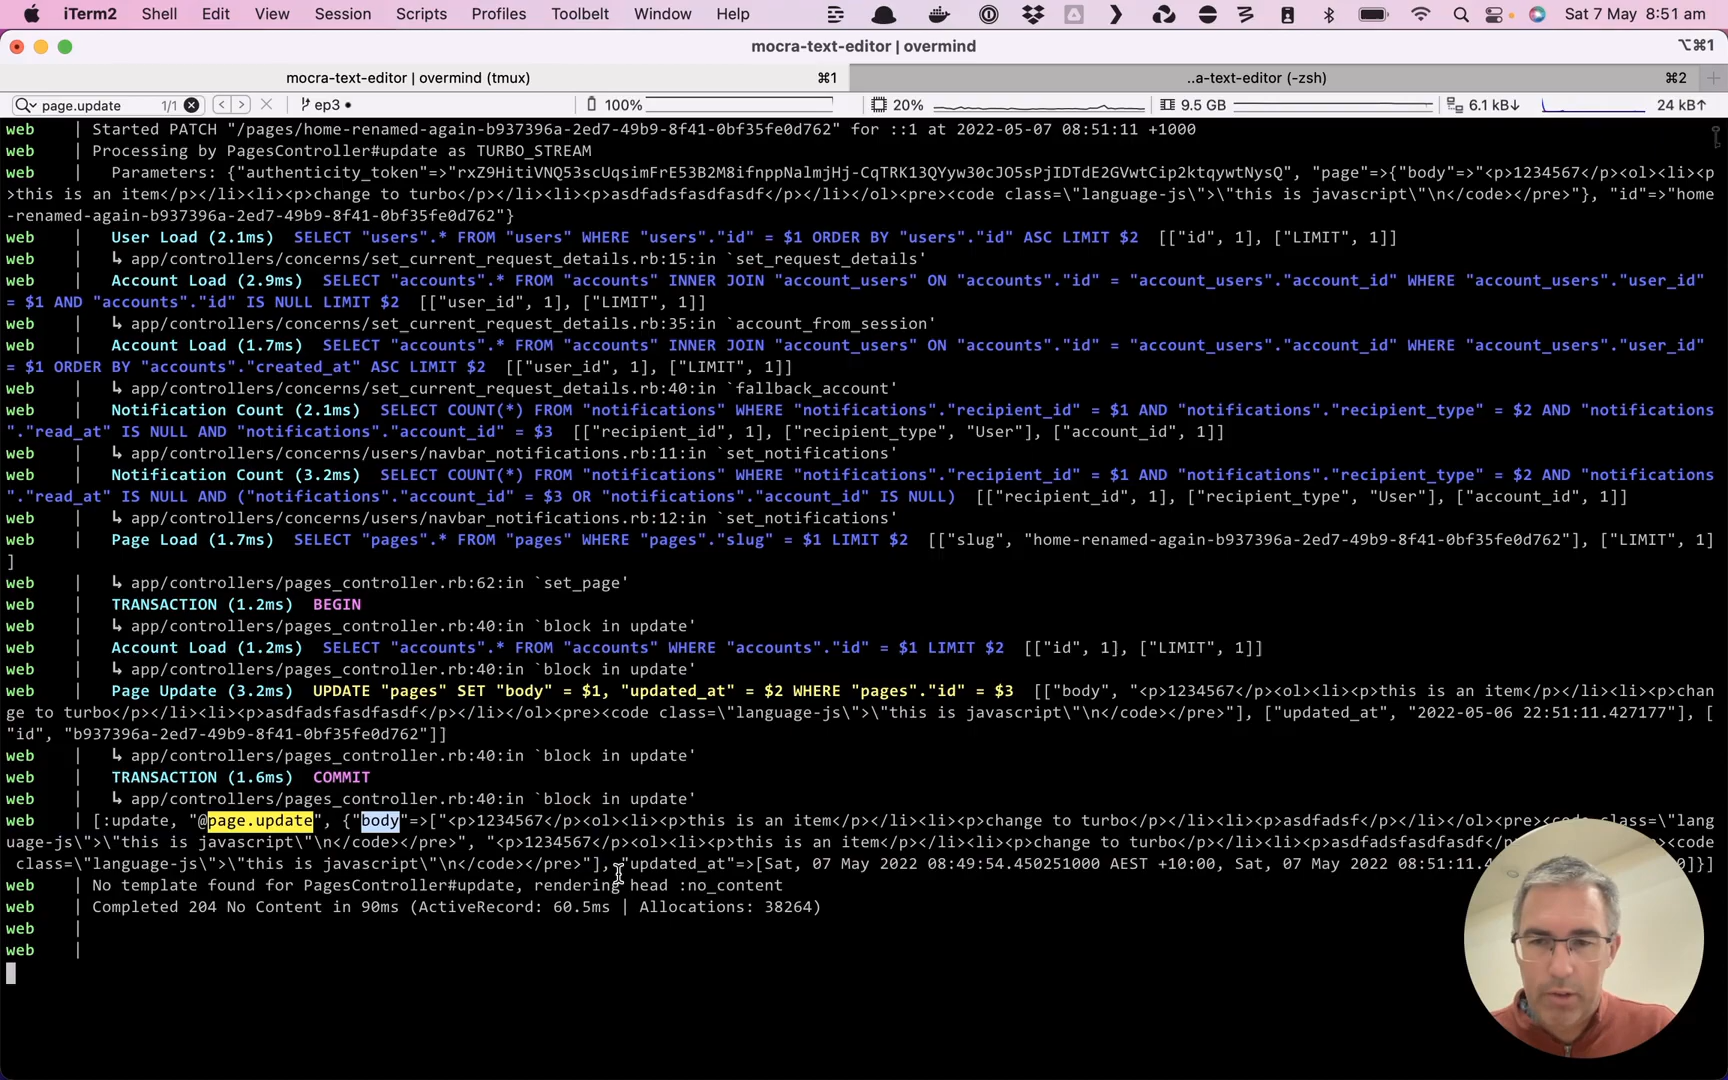 iTerm2 Shell Edit View Session Scripts Profiles Toolbelt Window Help Sat 7 May 8:51 am
mocra-text-editor | overmind ⌥⌘1
mocra-text-editor | overmind (tmux) ⌘1 ..a-text-editor (-zsh) ⌘2
page.update 1/1 ep3 • 100% 20% 9.5 GB 6.1 kB↓ 24 kB↑
web | Started PATCH "/pages/home-renamed-again-b937396a-2ed7-49b9-8f41-0bf35fe0d762" for ::1 at 2022-05-07 08:51:11 +1000
web | Processing by PagesController#update as TURBO_STREAM
web | Parameters: {"authenticity_token"=>"rxZ9HitiVNQ53scUqsimFrE53B2M8ifnppNalmjHj-CqTRK13QYyw30cJO5sPjIDTdE2GVwtCip2ktqywtNysQ", "page"=>{"body"=>"<p>1234567</p><ol><li><p
>this is an item</p></li><li><p>change to turbo</p></li><li><p>asdfadsfasdfasdf</p></li></ol><pre><code class=\"language-js\">\"this is javascript\"\n</code></pre>"}, "id"=>"home
-renamed-again-b937396a-2ed7-49b9-8f41-0bf35fe0d762"}
web | User Load (2.1ms) SELECT "users".* FROM "users" WHERE "users"."id" = $1 ORDER BY "users"."id" ASC LIMIT $2 [["id", 1], ["LIMIT", 1]]
web | ↳ app/controllers/concerns/set_current_request_details.rb:15:in `set_request_details'
web | Account Load (2.9ms) SELECT "accounts".* FROM "accounts" INNER JOIN "account_users" ON "accounts"."id" = "account_users"."account_id" WHERE "account_users"."user_id"
= $1 AND "accounts"."id" IS NULL LIMIT $2 [["user_id", 1], ["LIMIT", 1]]
web | ↳ app/controllers/concerns/set_current_request_details.rb:35:in `account_from_session'
web | Account Load (1.7ms) SELECT "accounts".* FROM "accounts" INNER JOIN "account_users" ON "accounts"."id" = "account_users"."account_id" WHERE "account_users"."user_id"
= $1 ORDER BY "accounts"."created_at" ASC LIMIT $2 [["user_id", 1], ["LIMIT", 1]]
web | ↳ app/controllers/concerns/set_current_request_details.rb:40:in `fallback_account'
web | Notification Count (2.1ms) SELECT COUNT(*) FROM "notifications" WHERE "notifications"."recipient_id" = $1 AND "notifications"."recipient_type" = $2 AND "notifications
"."read_at" IS NULL AND "notifications"."account_id" = $3 [["recipient_id", 1], ["recipient_type", "User"], ["account_id", 1]]
web | ↳ app/controllers/concerns/users/navbar_notifications.rb:11:in `set_notifications'
web | Notification Count (3.2ms) SELECT COUNT(*) FROM "notifications" WHERE "notifications"."recipient_id" = $1 AND "notifications"."recipient_type" = $2 AND "notifications
"."read_at" IS NULL AND ("notifications"."account_id" = $3 OR "notifications"."account_id" IS NULL) [["recipient_id", 1], ["recipient_type", "User"], ["account_id", 1]]
web | ↳ app/controllers/concerns/users/navbar_notifications.rb:12:in `set_notifications'
web | Page Load (1.7ms) SELECT "pages".* FROM "pages" WHERE "pages"."slug" = $1 LIMIT $2 [["slug", "home-renamed-again-b937396a-2ed7-49b9-8f41-0bf35fe0d762"], ["LIMIT", 1]
]
web | ↳ app/controllers/pages_controller.rb:62:in `set_page'
web | TRANSACTION (1.2ms) BEGIN
web | ↳ app/controllers/pages_controller.rb:40:in `block in update'
web | Account Load (1.2ms) SELECT "accounts".* FROM "accounts" WHERE "accounts"."id" = $1 LIMIT $2 [["id", 1], ["LIMIT", 1]]
web | ↳ app/controllers/pages_controller.rb:40:in `block in update'
web | Page Update (3.2ms) UPDATE "pages" SET "body" = $1, "updated_at" = $2 WHERE "pages"."id" = $3 [["body", "<p>1234567</p><ol><li><p>this is an item</p></li><li><p>chan
ge to turbo</p></li><li><p>asdfadsfasdfasdf</p></li></ol><pre><code class=\"language-js\">\"this is javascript\"\n</code></pre>"], ["updated_at", "2022-05-06 22:51:11.427177"], [
"id", "b937396a-2ed7-49b9-8f41-0bf35fe0d762"]]
web | ↳ app/controllers/pages_controller.rb:40:in `block in update'
web | TRANSACTION (1.6ms) COMMIT
web | ↳ app/controllers/pages_controller.rb:40:in `block in update'
web | [:update, "@page.update", {"body"=>["<p>1234567</p><ol><li><p>this is an item</p></li><li><p>change to turbo</p></li><li><p>asdfadsf</p></li></ol><pre><code class=\"lang
uage-js\">\"this is javascript\"\n</code></pre>", "<p>1234567</p><ol><li><p>this is an item</p></li><li><p>change to turbo</p></li><li><p>asdfadsfasdfasdf</p></li></ol><pre><code
class=\"language-js\">\"this is javascript\"\n</code></pre>"], "updated_at"=>[Sat, 07 May 2022 08:49:54.450251000 AEST +10:00, Sat, 07 May 2022 08:51:11.4 0]}]
web | No template found for PagesController#update, rendering head :no_content
web | Completed 204 No Content in 90ms (ActiveRecord: 60.5ms | Allocations: 38264)
web |
web |